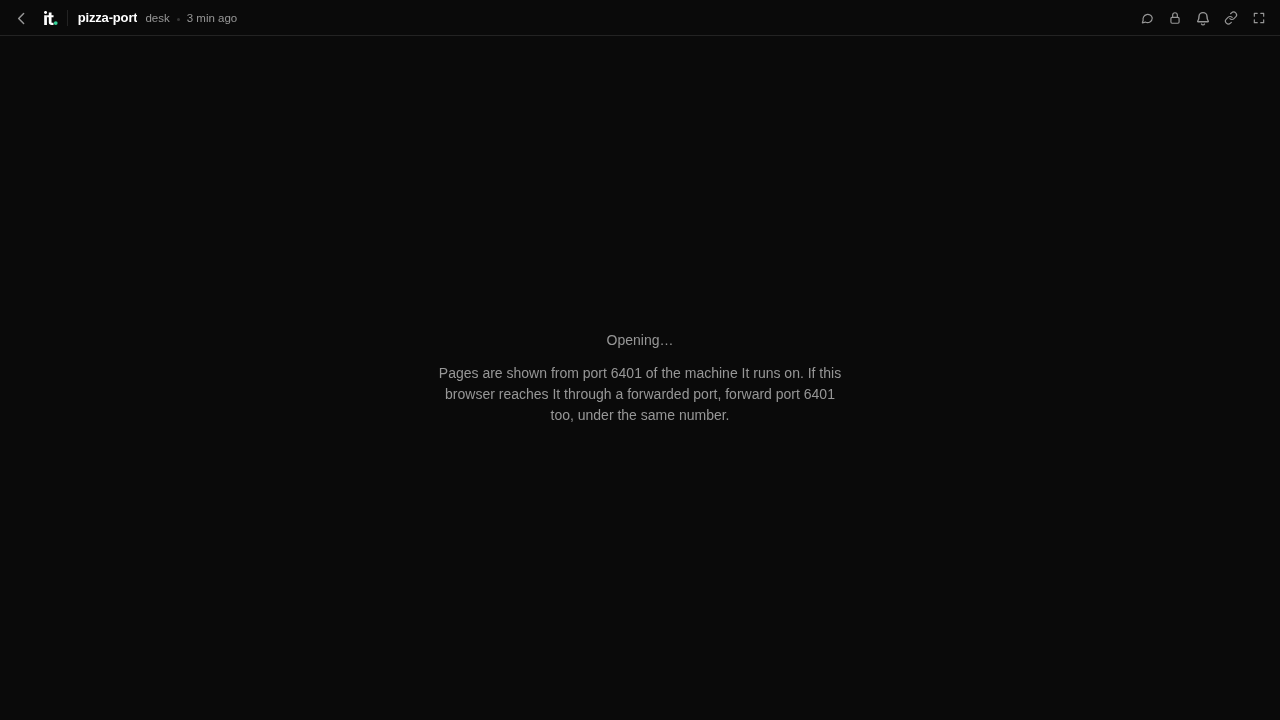 it. pizza-port desk • 3 min ago
Opening…
Pages are shown from port 6401 of the machine It runs on. If this
browser reaches It through a forwarded port, forward port 6401
too, under the same number.